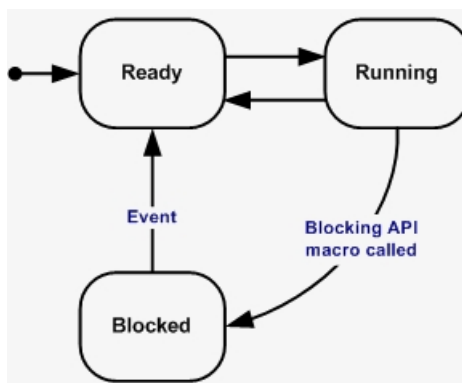 Ready
Running
Event
Blocking API
macro called
Blocked